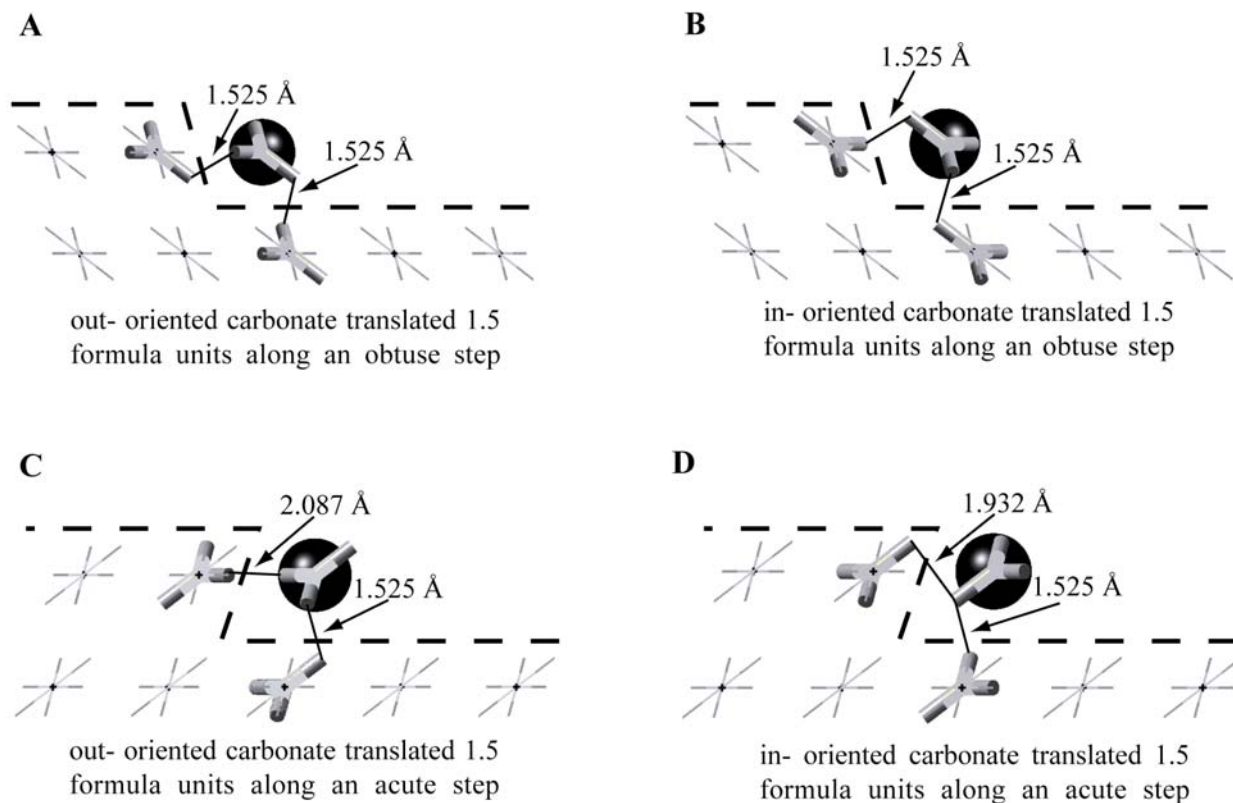 A
1.525 Å
1.525 Å
out- oriented carbonate translated 1.5
formula units along an obtuse step
B
1.525 Å
1.525 Å
in- oriented carbonate translated 1.5
formula units along an obtuse step
C
2.087 Å
1.525 Å
out- oriented carbonate translated 1.5
formula units along an acute step
D
1.932 Å
1.525 Å
in- oriented carbonate translated 1.5
formula units along an acute step